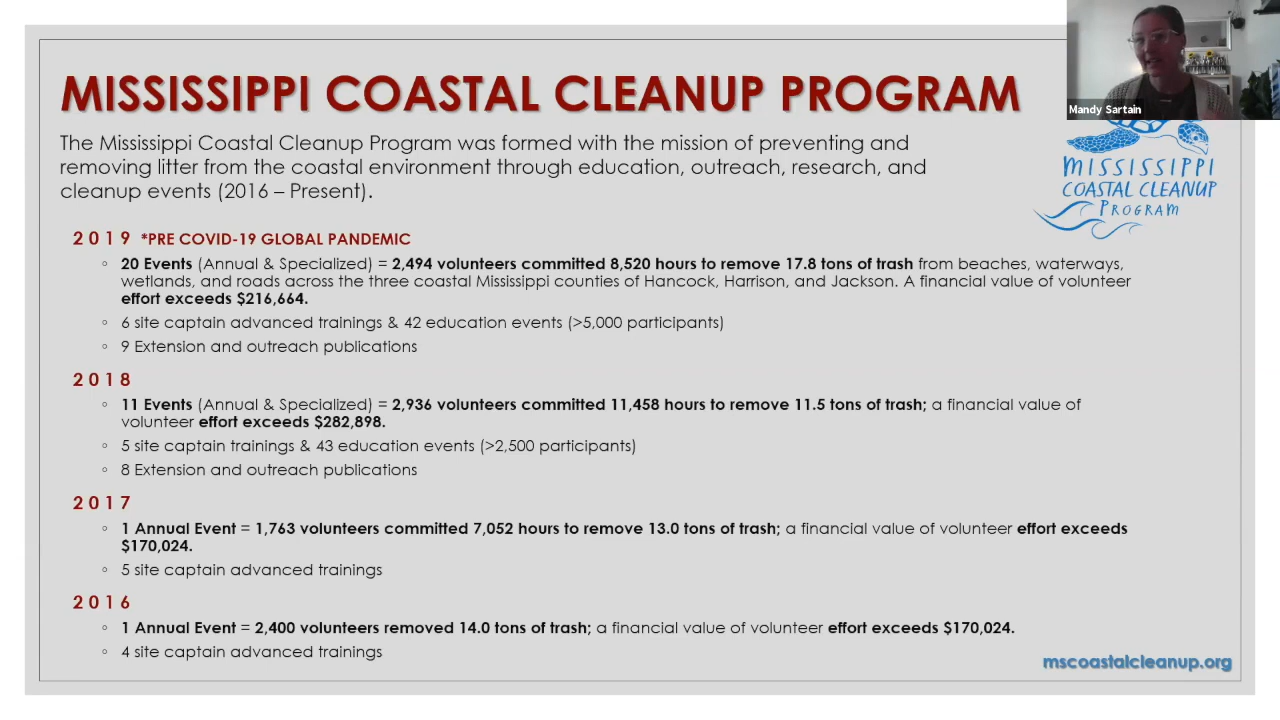 MISSISSIPPI COASTAL CLEANUP PROGRAM
Mandy Sartain
The Mississippi Coastal Cleanup Program was formed with the mission of preventing and
removing litter from the coastal environment through education, outreach, research, and
cleanup events (2016 – Present).
MISSISSIPPI
COASTAL CLEANUP
PROGRAM
2019 *PRE COVID-19 GLOBAL PANDEMIC
◦ 20 Events (Annual & Specialized) = 2,494 volunteers committed 8,520 hours to remove 17.8 tons of trash from beaches, waterways,
wetlands, and roads across the three coastal Mississippi counties of Hancock, Harrison, and Jackson. A financial value of volunteer
effort exceeds $216,664.
◦ 6 site captain advanced trainings & 42 education events (>5,000 participants)
◦ 9 Extension and outreach publications
2018
◦ 11 Events (Annual & Specialized) = 2,936 volunteers committed 11,458 hours to remove 11.5 tons of trash; a financial value of
volunteer effort exceeds $282,898.
◦ 5 site captain trainings & 43 education events (>2,500 participants)
◦ 8 Extension and outreach publications
2017
◦ 1 Annual Event = 1,763 volunteers committed 7,052 hours to remove 13.0 tons of trash; a financial value of volunteer effort exceeds
$170,024.
◦ 5 site captain advanced trainings
2016
◦ 1 Annual Event = 2,400 volunteers removed 14.0 tons of trash; a financial value of volunteer effort exceeds $170,024.
◦ 4 site captain advanced trainings
mscoastalcleanup.org